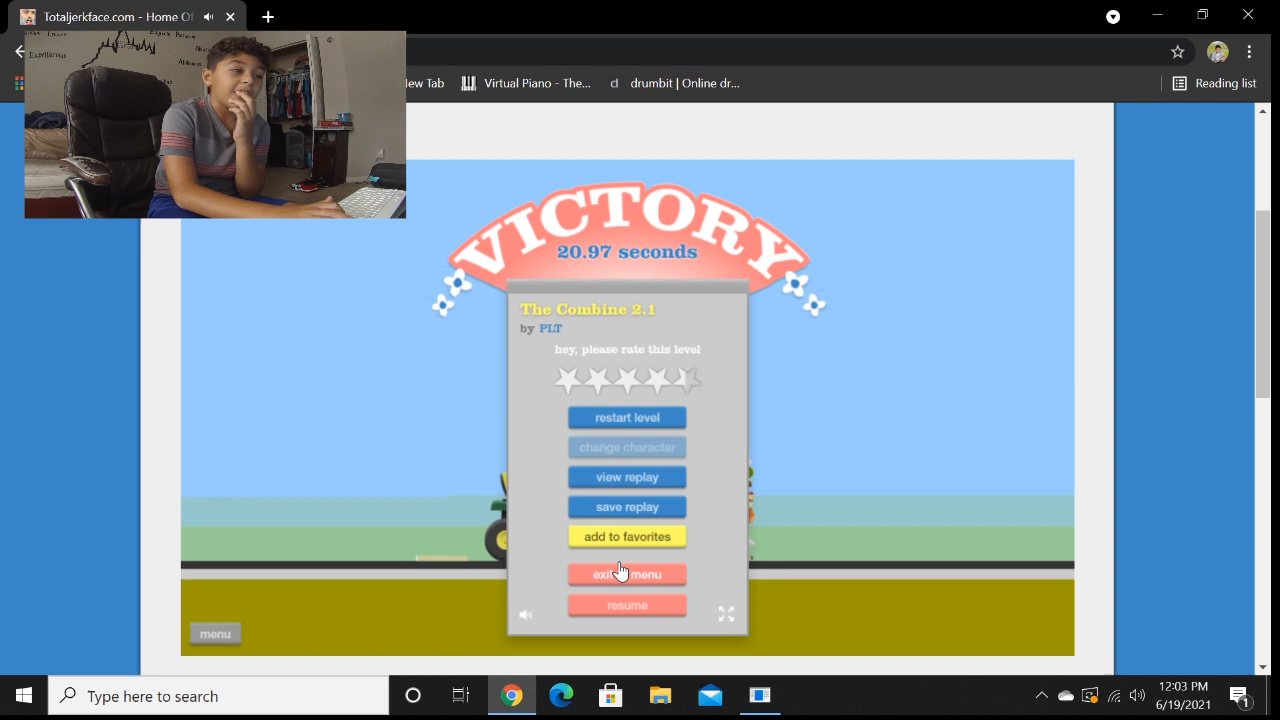 Totaljerkface.com - Home Of
New Tab
Virtual Piano - The...
drumbit | Online dr...
Reading list
VICTORY
20.97 seconds
The Combine 2.1
by PLT
hey, please rate this level
restart level
change character
view replay
save replay
add to favorites
menu
resume
menu
Type here to search
12:03 PM
6/19/2021
1